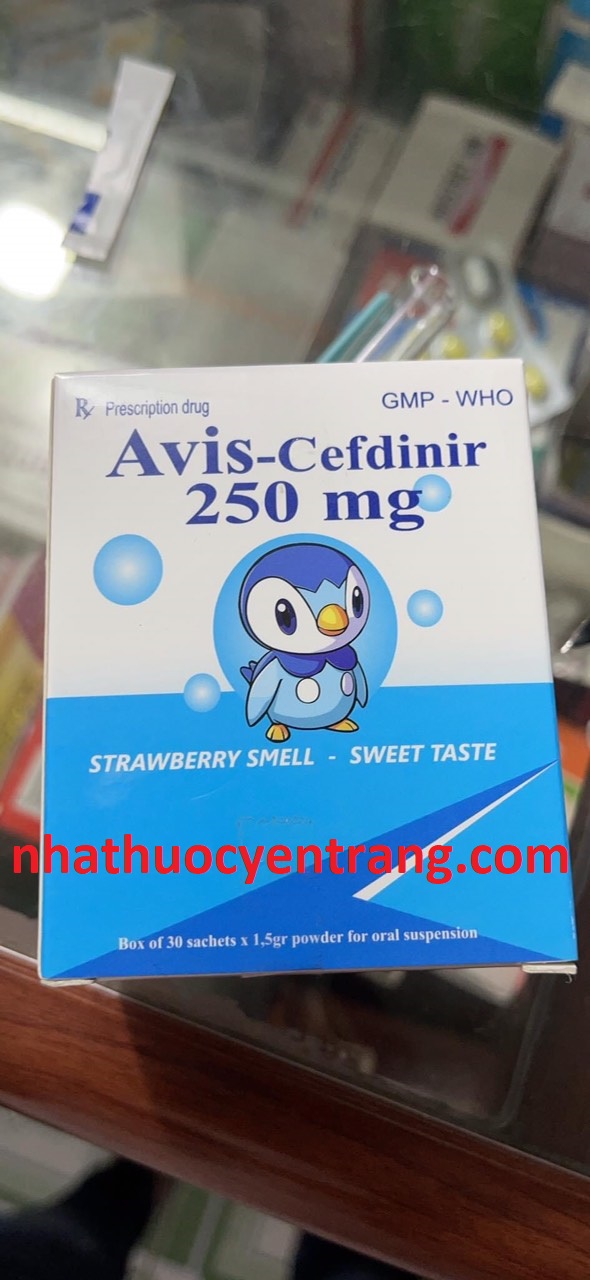 Rx Prescription drug
GMP - WHO
Avis-Cefdinir
250 mg
STRAWBERRY SMELL - SWEET TASTE
nhathuocyentrang.com
Box of 30 sachets x 1,5gr powder for oral suspension